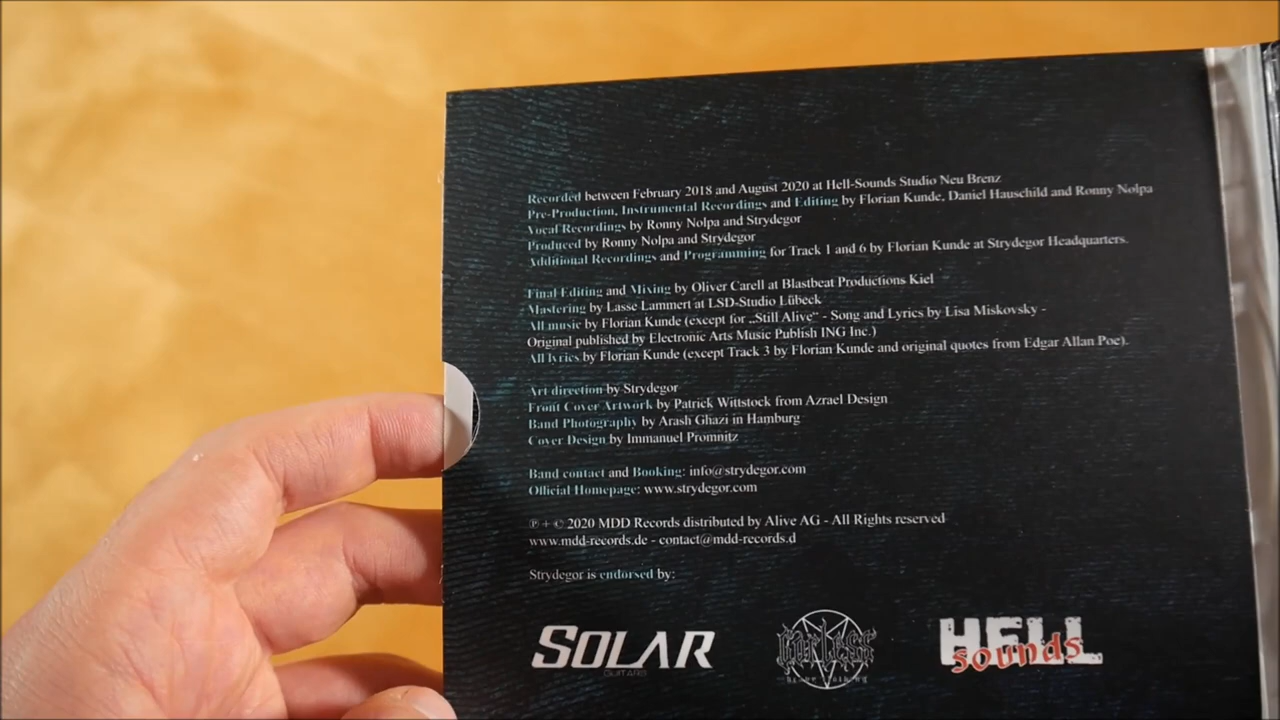 Recorded between February 2018 and August 2020 at Hell-Sounds Studio Neu Brenz
Pre-Production, Instrumental Recordings and Editing by Florian Kunde, Daniel Hauschild and Ronny Nolpa
Vocal Recordings by Ronny Nolpa and Strydegor
Produced by Ronny Nolpa and Strydegor
Additional Recordings and Programming for Track 1 and 6 by Florian Kunde at Strydegor Headquarters.
Final Editing and Mixing by Oliver Carell at Blastbeat Productions Kiel
Mastering by Lasse Lammert at LSD-Studio Lübeck
All music by Florian Kunde (except for „Still Alive“ - Song and Lyrics by Lisa Miskovsky -
Original published by Electronic Arts Music Publish ING Inc.)
All lyrics by Florian Kunde (except Track 3 by Florian Kunde and original quotes from Edgar Allan Poe).
Art direction by Strydegor
Front Cover Artwork by Patrick Wittstock from Azrael Design
Band Photography by Arash Ghazi in Hamburg
Cover Design by Immanuel Promnitz
Band contact and Booking: info@strydegor.com
Official Homepage: www.strydegor.com
℗ + © 2020 MDD Records distributed by Alive AG - All Rights reserved
www.mdd-records.de - contact@mdd-records.d
Strydegor is endorsed by:
SOLAR
GUITARS
HELL
sounds